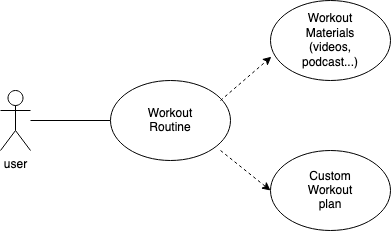 Workout
Materials
(videos,
podcast...)
Workout
Routine
user
Custom
Workout
plan